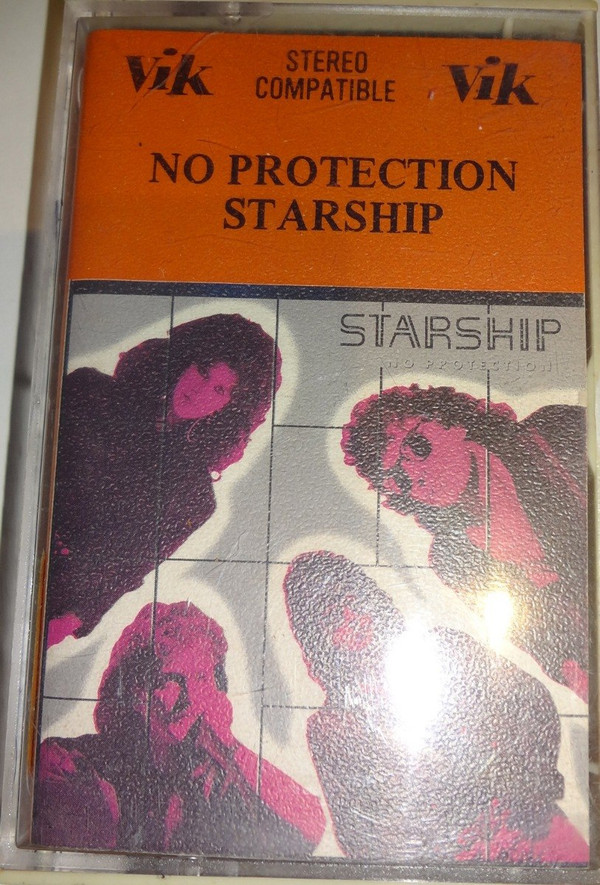 Vik STEREO Vik
COMPATIBLE
NO PROTECTION
STARSHIP
STARSHIP
NO PROTECTION